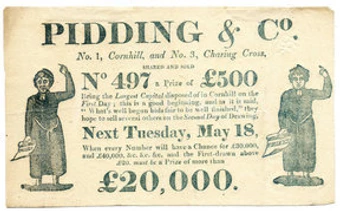 PIDDING & Co.
No. 1, Cornhill, and No. 3, Charing Cross,
SHARED AND SOLD
No 497 a Prize of £500
Being the Longest Capital disposed of in Cornhill on the
First Day; this is a good beginning, and as it is said,
"What's well begun bids fair to be well finished," they
hope to sell several others on the Second Day of Drawing,
Next Tuesday, May 18,
When every Number will have a Chance for £20,000,
and £40,000, &c. &c. &c. and the First-drawn above
£20. must be a Prize of more than
£20,000.